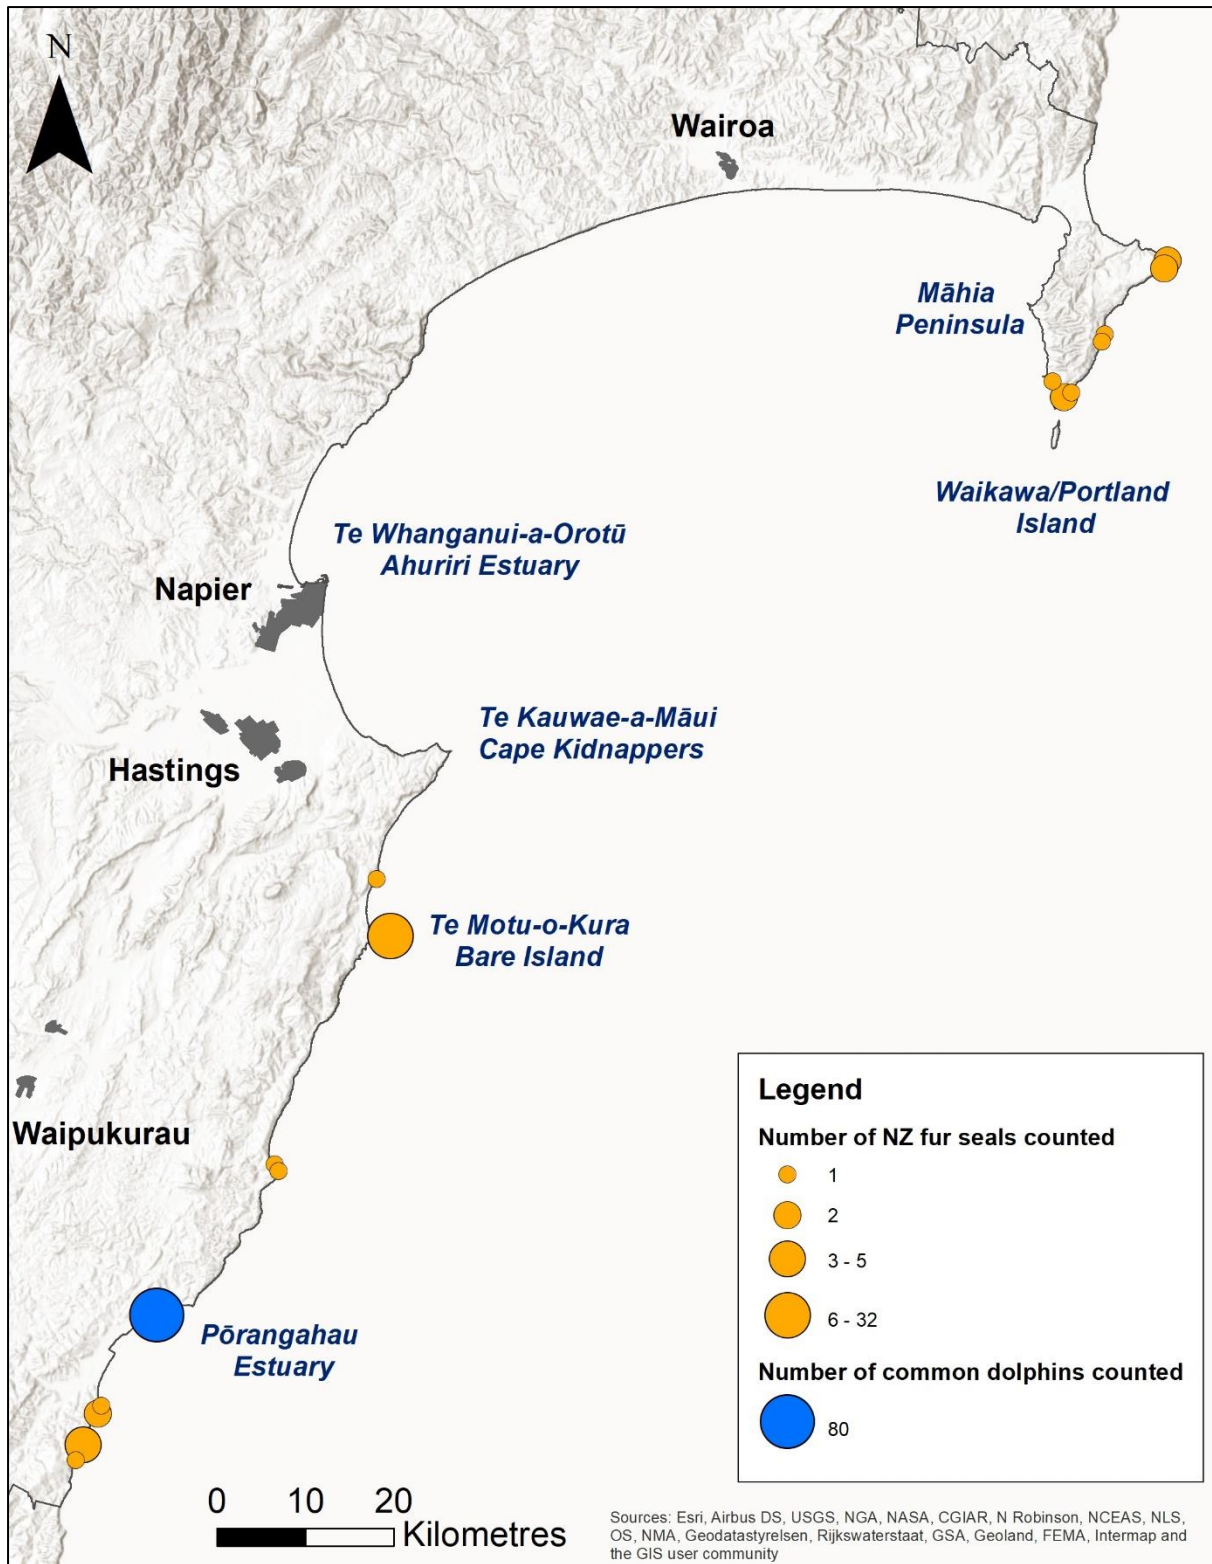 N
Wairoa
Māhia
Peninsula
Waikawa/Portland
Island
Te Whanganui-a-Orotū
Ahuriri Estuary
Napier
Te Kauwae-a-Māui
Cape Kidnappers
Hastings
Te Motu-o-Kura
Bare Island
Waipukurau
Pōrangahau
Estuary
Legend
Number of NZ fur seals counted
1
2
3 - 5
6 - 32
Number of common dolphins counted
80
0 10 20
Kilometres
Sources: Esri, Airbus DS, USGS, NGA, NASA, CGIAR, N Robinson, NCEAS, NLS,
OS, NMA, Geodatastyrelsen, Rijkswaterstaat, GSA, Geoland, FEMA, Intermap and
the GIS user community